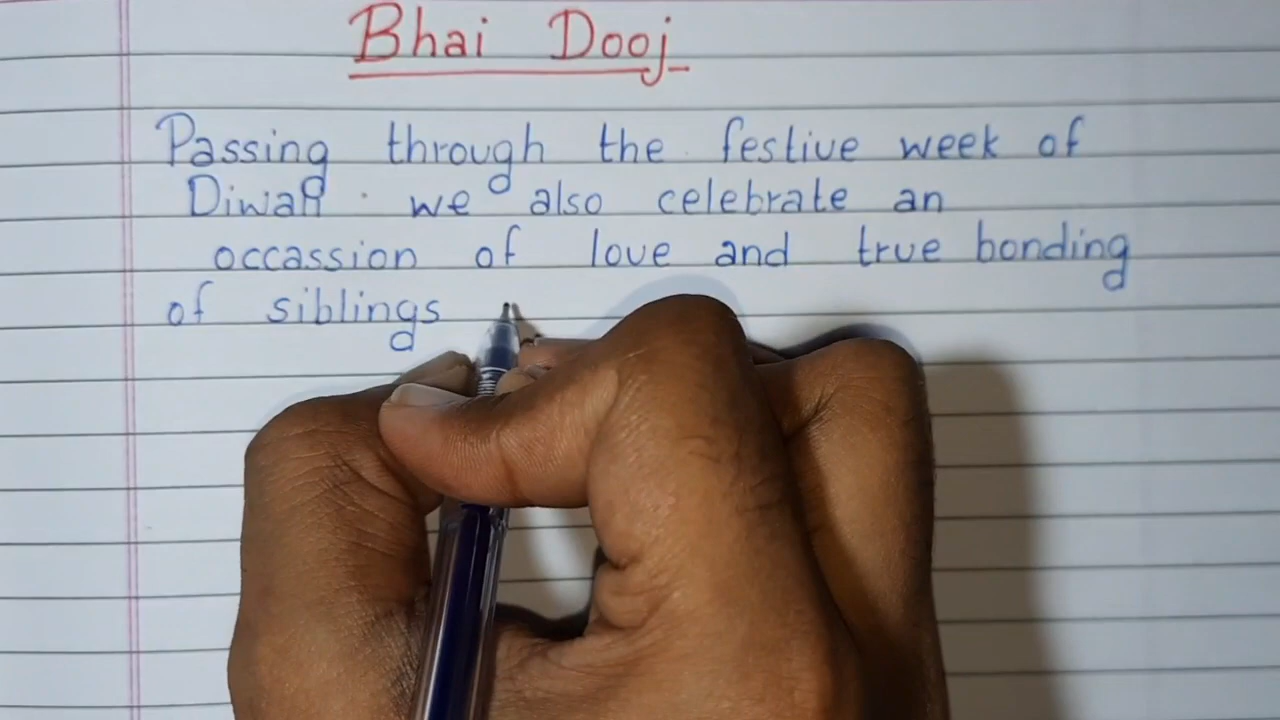 Bhai Dooj
Passing through the festive week of
Diwali . we also celebrate an
occassion of love and true bonding
of siblings